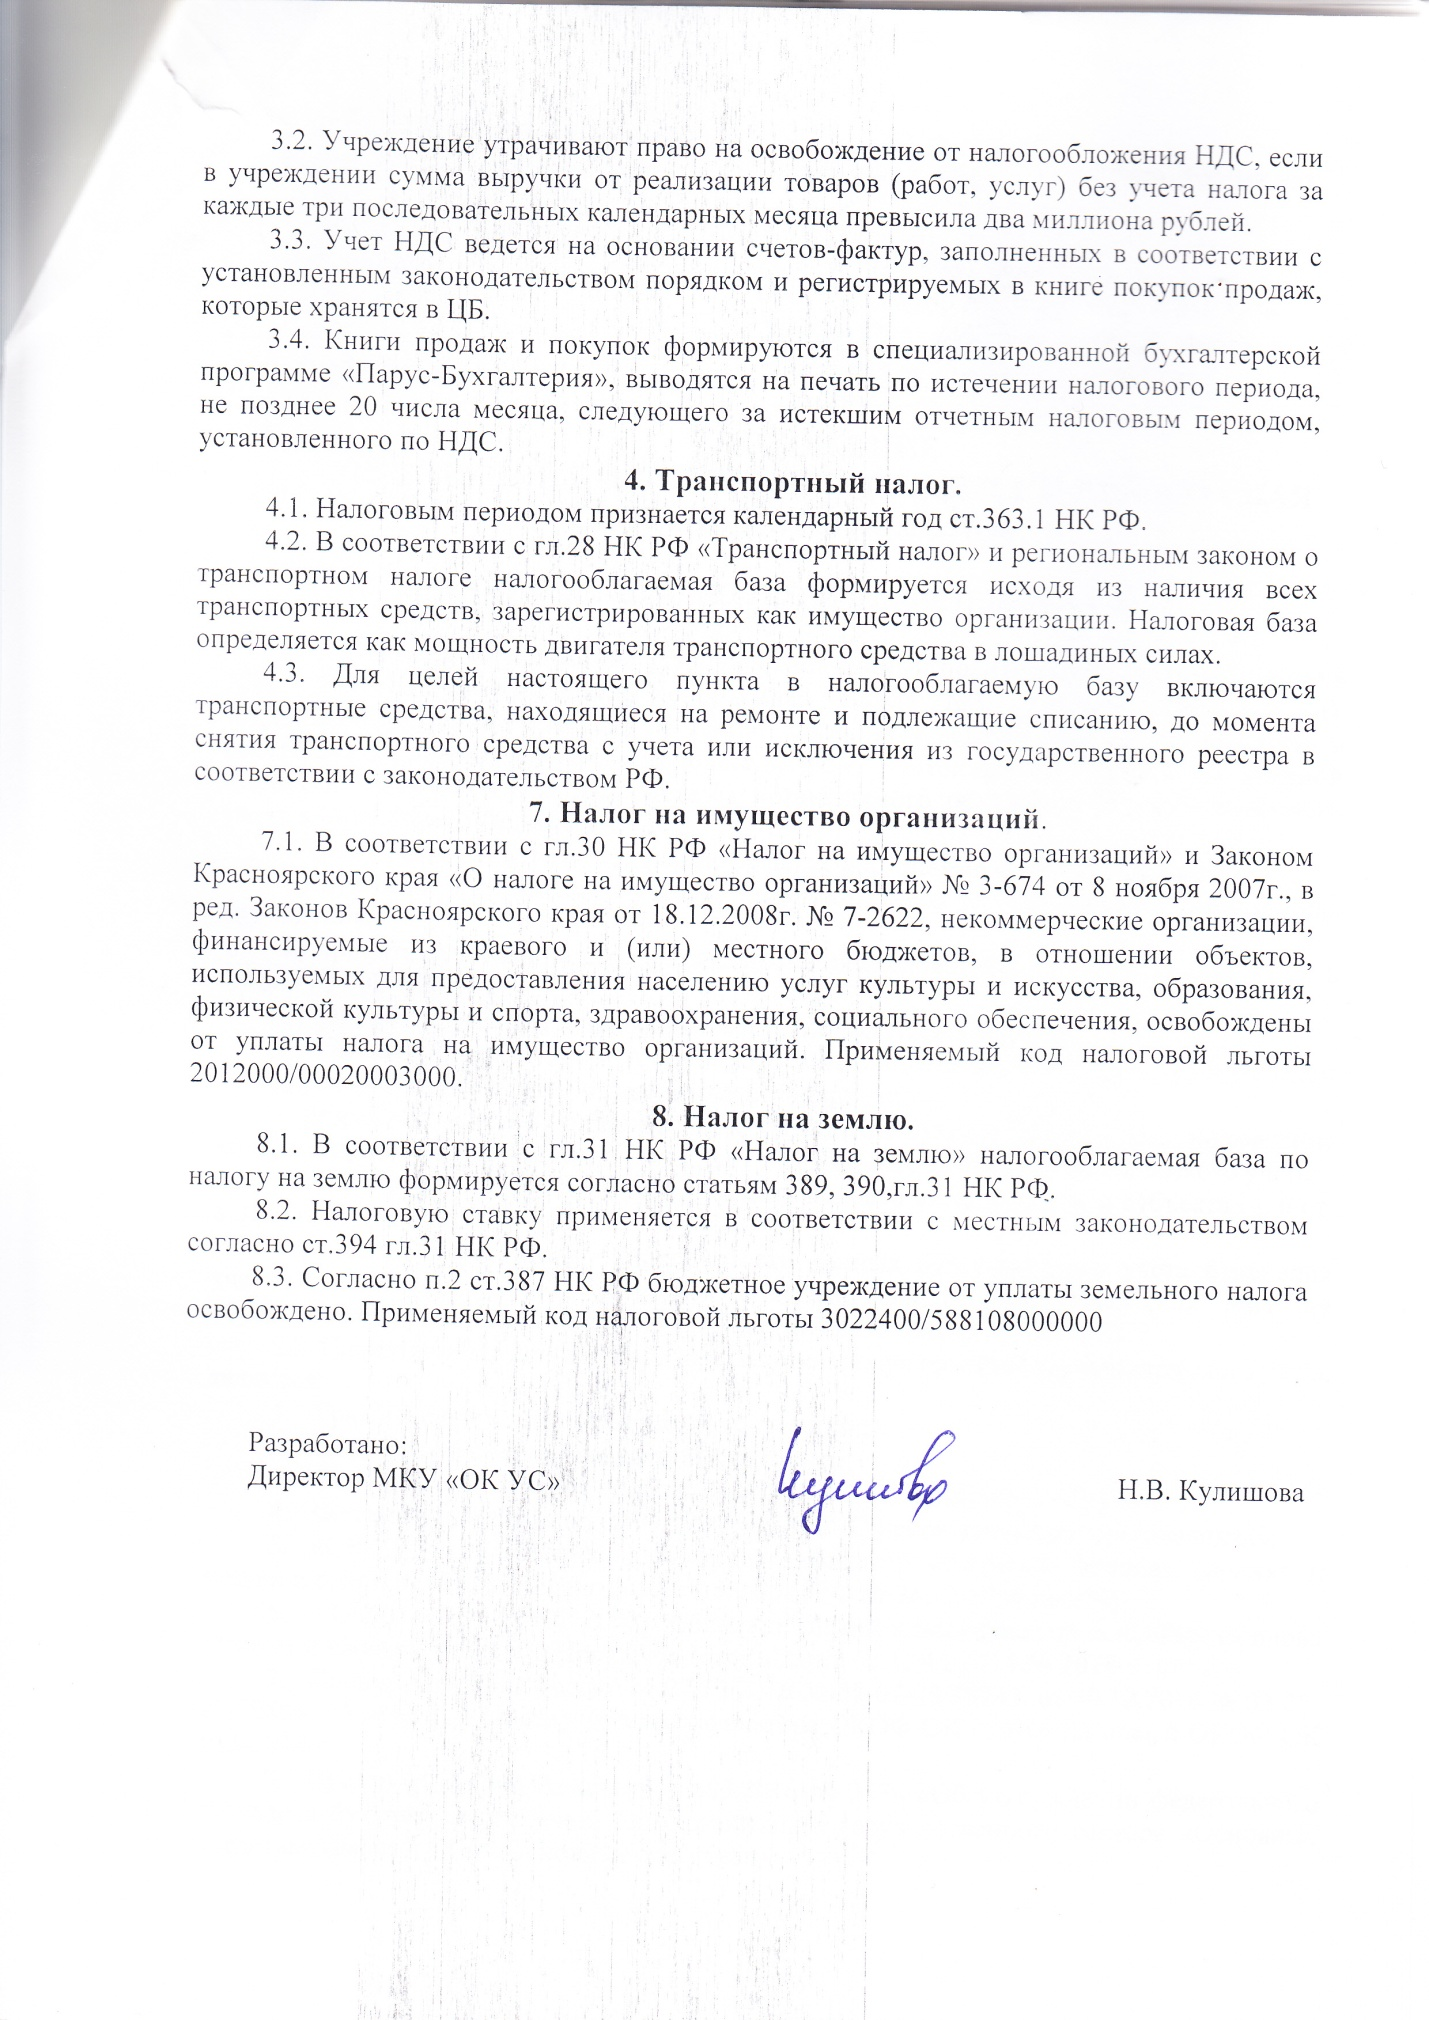 3.2. Учреждение утрачивают право на освобождение от налогообложения НДС, если
в учреждении сумма выручки от реализации товаров (работ, услуг) без учета налога за
каждые три последовательных календарных месяца превысила два миллиона рублей.
3.3. Учет НДС ведется на основании счетов-фактур, заполненных в соответствии с
установленным законодательством порядком и регистрируемых в книге покупок продаж,
которые хранятся в ЦБ.
3.4. Книги продаж и покупок формируются в специализированной бухгалтерской
программе «Парус-Бухгалтерия», выводятся на печать по истечении налогового периода,
не позднее 20 числа месяца, следующего за истекшим отчетным налоговым периодом,
установленного по НДС.
4. Транспортный налог.
4.1. Налоговым периодом признается календарный год ст.363.1 НК РФ.
4.2. В соответствии с гл.28 НК РФ «Транспортный налог» и региональным законом о
транспортном налоге налогооблагаемая база формируется исходя из наличия всех
транспортных средств, зарегистрированных как имущество организации. Налоговая база
определяется как мощность двигателя транспортного средства в лошадиных силах.
4.3. Для целей настоящего пункта в налогооблагаемую базу включаются
транспортные средства, находящиеся на ремонте и подлежащие списанию, до момента
снятия транспортного средства с учета или исключения из государственного реестра в
соответствии с законодательством РФ.
7. Налог на имущество организаций.
7.1. В соответствии с гл.30 НК РФ «Налог на имущество организаций» и Законом
Красноярского края «О налоге на имущество организаций» № 3-674 от 8 ноября 2007г., в
ред. Законов Красноярского края от 18.12.2008г. № 7-2622, некоммерческие организации,
финансируемые из краевого и (или) местного бюджетов, в отношении объектов,
используемых для предоставления населению услуг культуры и искусства, образования,
физической культуры и спорта, здравоохранения, социального обеспечения, освобождены
от уплаты налога на имущество организаций. Применяемый код налоговой льготы
2012000/00020003000.
8. Налог на землю.
8.1. В соответствии с гл.31 НК РФ «Налог на землю» налогооблагаемая база по
налогу на землю формируется согласно статьям 389, 390,гл.31 НК РФ.
8.2. Налоговую ставку применяется в соответствии с местным законодательством
согласно ст.394 гл.31 НК РФ.
8.3. Согласно п.2 ст.387 НК РФ бюджетное учреждение от уплаты земельного налога
освобождено. Применяемый код налоговой льготы 3022400/588108000000
Разработано:
Директор МКУ «ОК УС»
Н.В. Кулишова